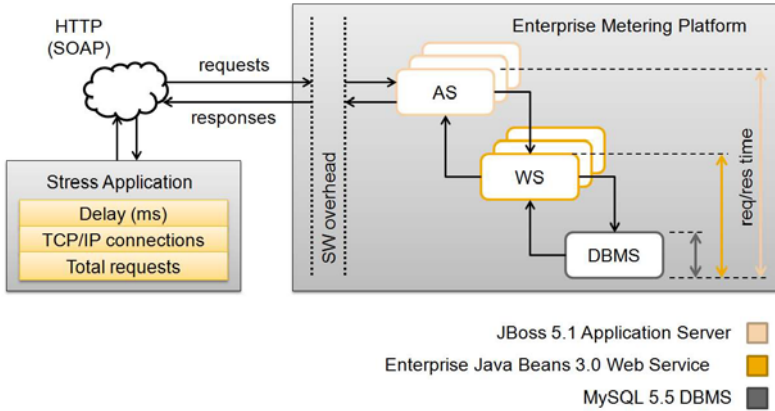 HTTP
(SOAP)
requests
responses
Stress Application
Delay (ms)
TCP/IP connections
Total requests
SW overhead
Enterprise Metering Platform
AS
WS
DBMS
req/res time
JBoss 5.1 Application Server
Enterprise Java Beans 3.0 Web Service
MySQL 5.5 DBMS